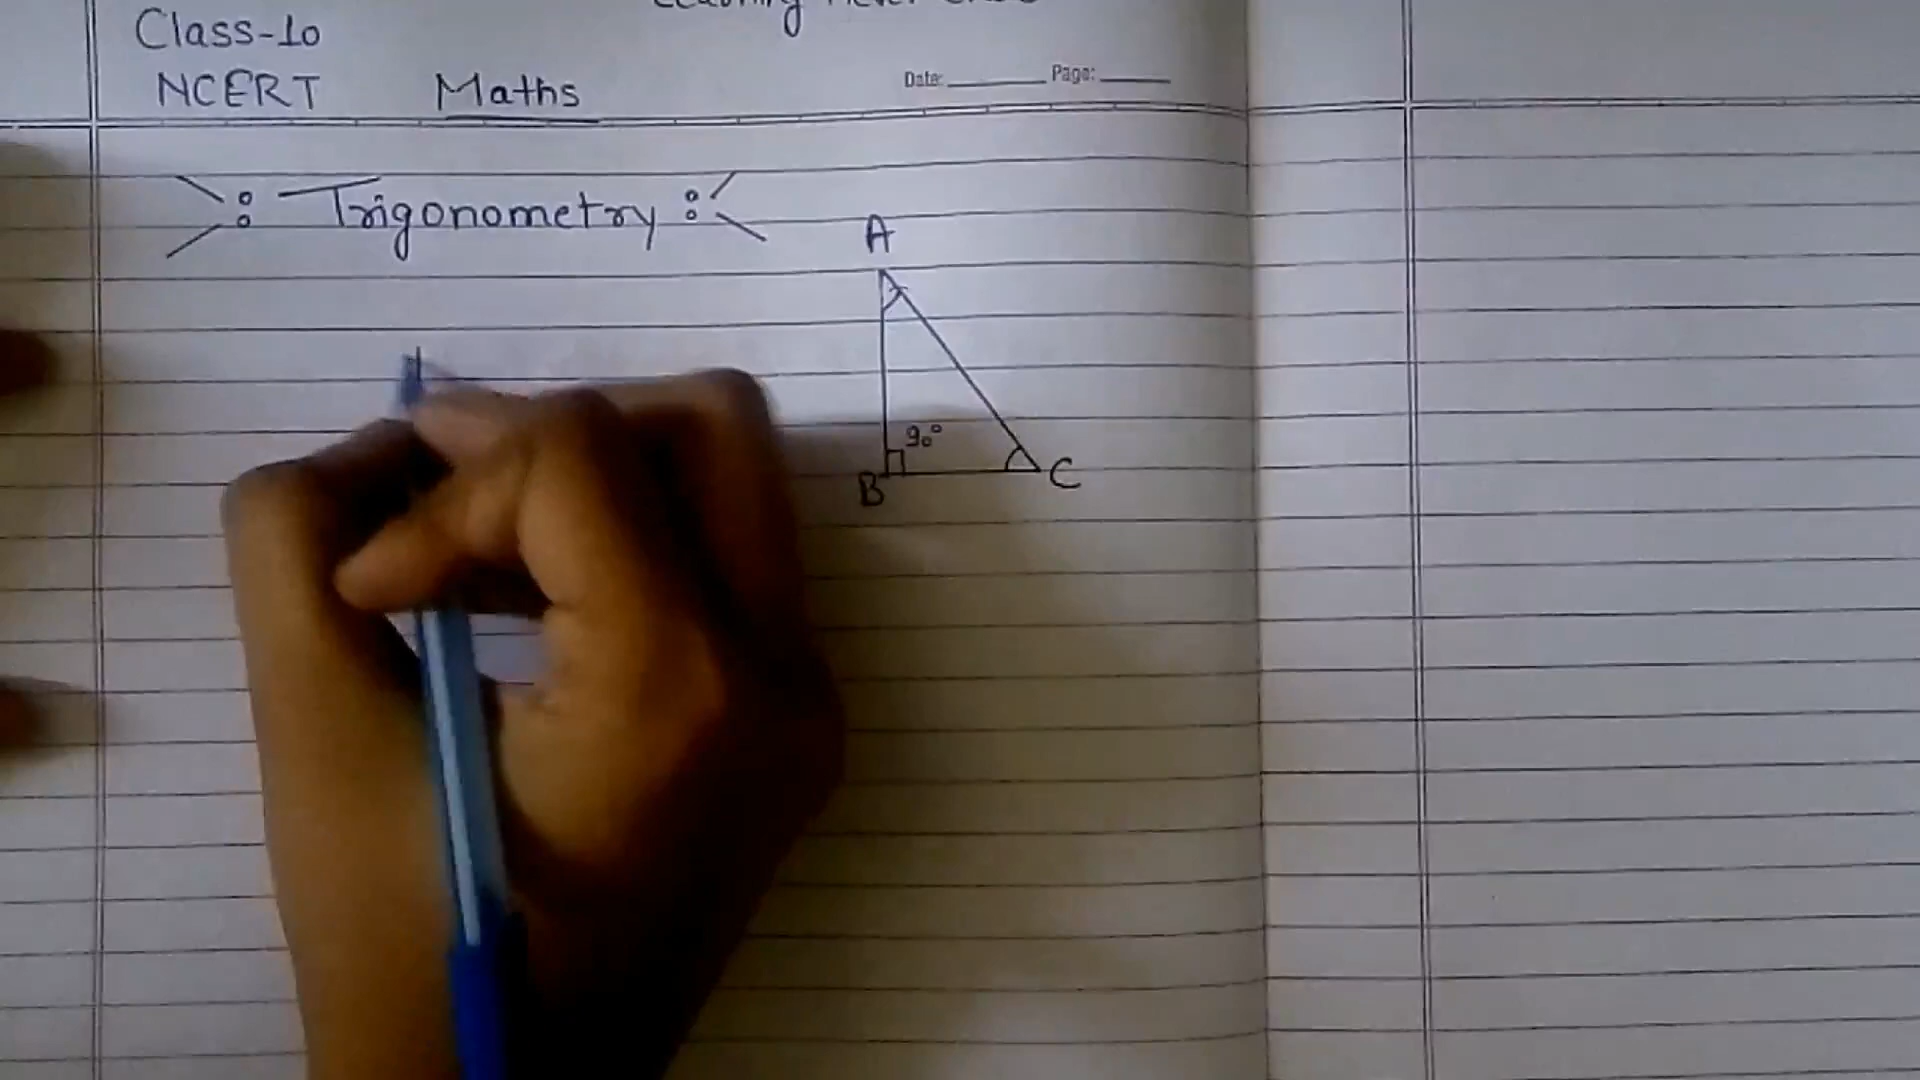 Class-10
NCERT Maths
Date: Page:
Trigonometry
A
90°
B C